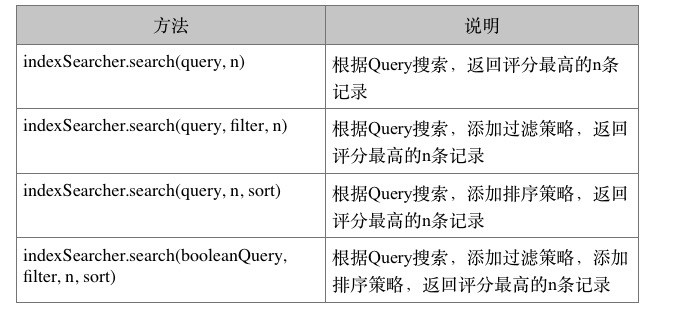 方法
说明
indexSearcher.search(query, n)
根据Query搜索，返回评分最高的n条
记录
indexSearcher.search(query, filter, n)
根据Query搜索，添加过滤策略，返回
评分最高的n条记录
indexSearcher.search(query, n, sort)
根据Query搜索，添加排序策略，返回
评分最高的n条记录
indexSearcher.search(booleanQuery,
filter, n, sort)
根据Query搜索，添加过滤策略，添加
排序策略，返回评分最高的n条记录